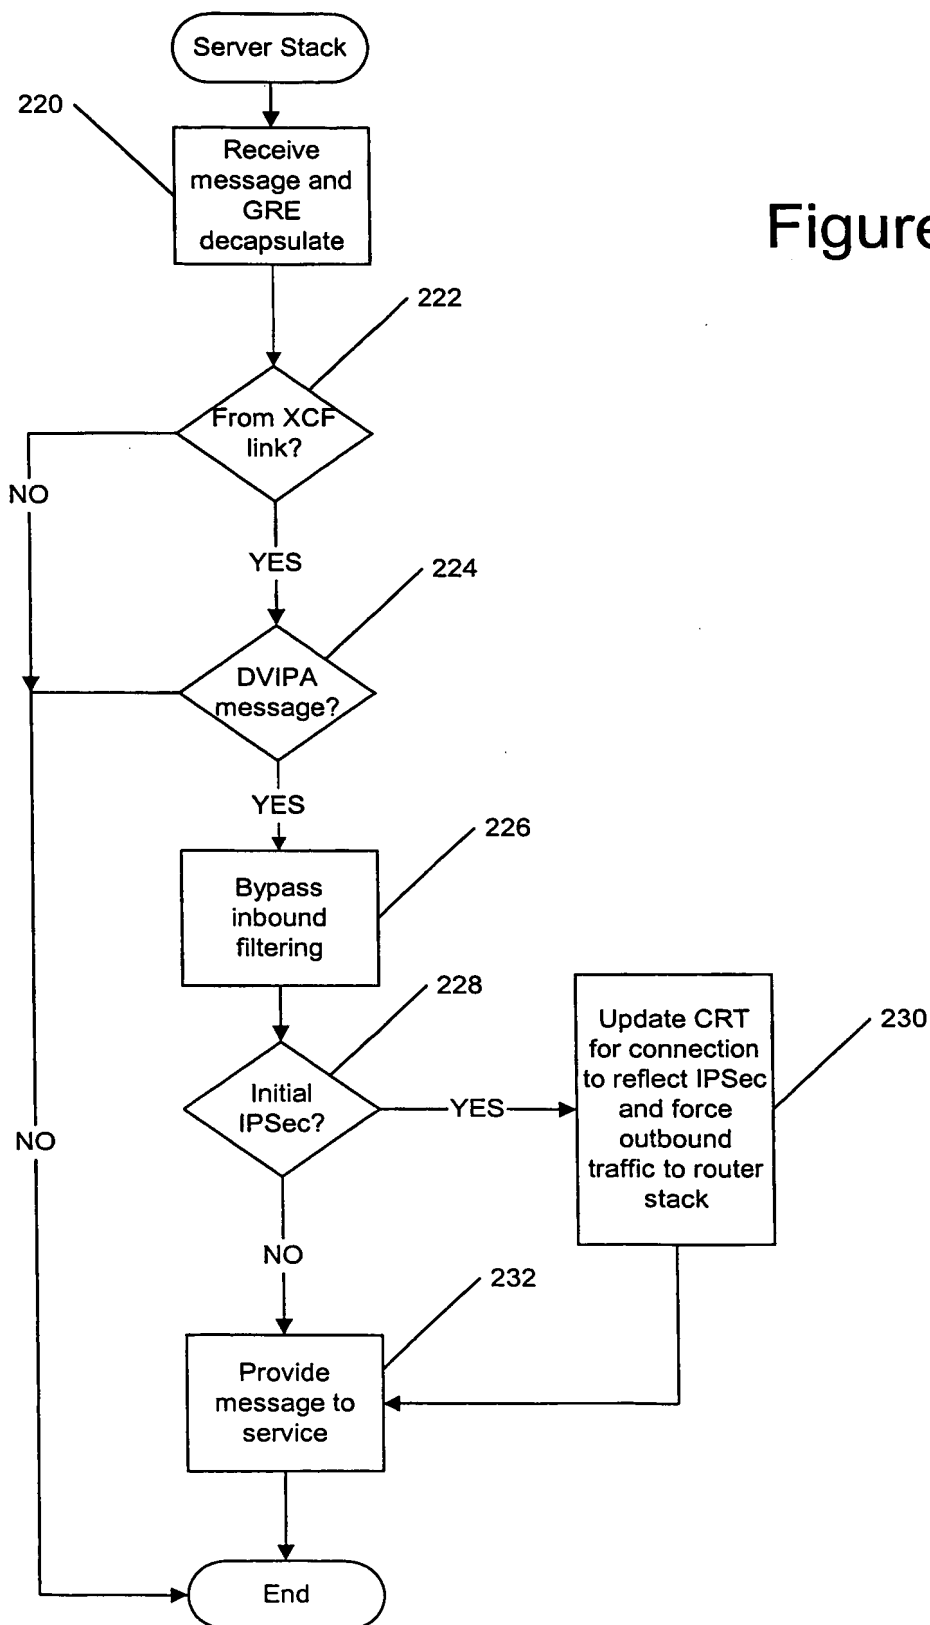 Server Stack
220
Receive
message and
GRE
decapsulate
Figure
222
From XCF
link?
NO
YES
224
DVIPA
message?
YES
226
Bypass
inbound
filtering
228
Initial
IPSec?
YES
Update CRT
for connection
to reflect IPSec
and force
outbound
traffic to router
stack
230
NO
NO
232
Provide
message to
service
End